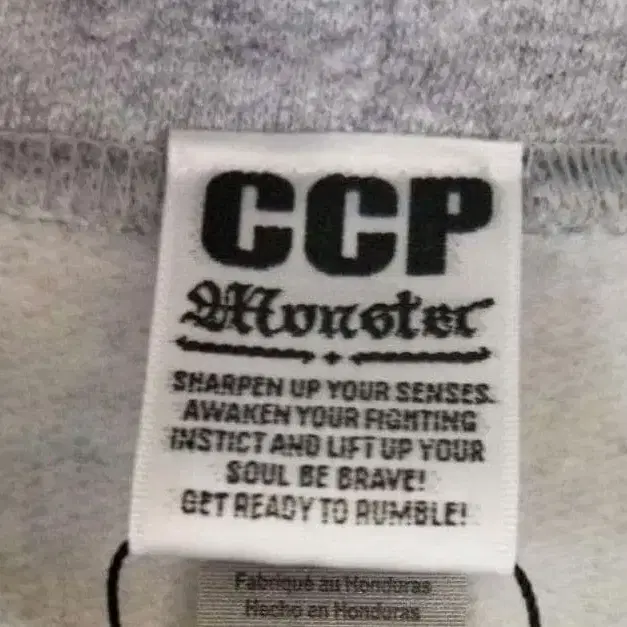 CCP
Monster
SHARPEN UP YOUR SENSES.
AWAKEN YOUR FIGHTING
INSTICT AND LIFT UP YOUR
SOUL BE BRAVE!
GET READY TO RUMBLE!
Fabriqué au Honduras
Hecho en Honduras